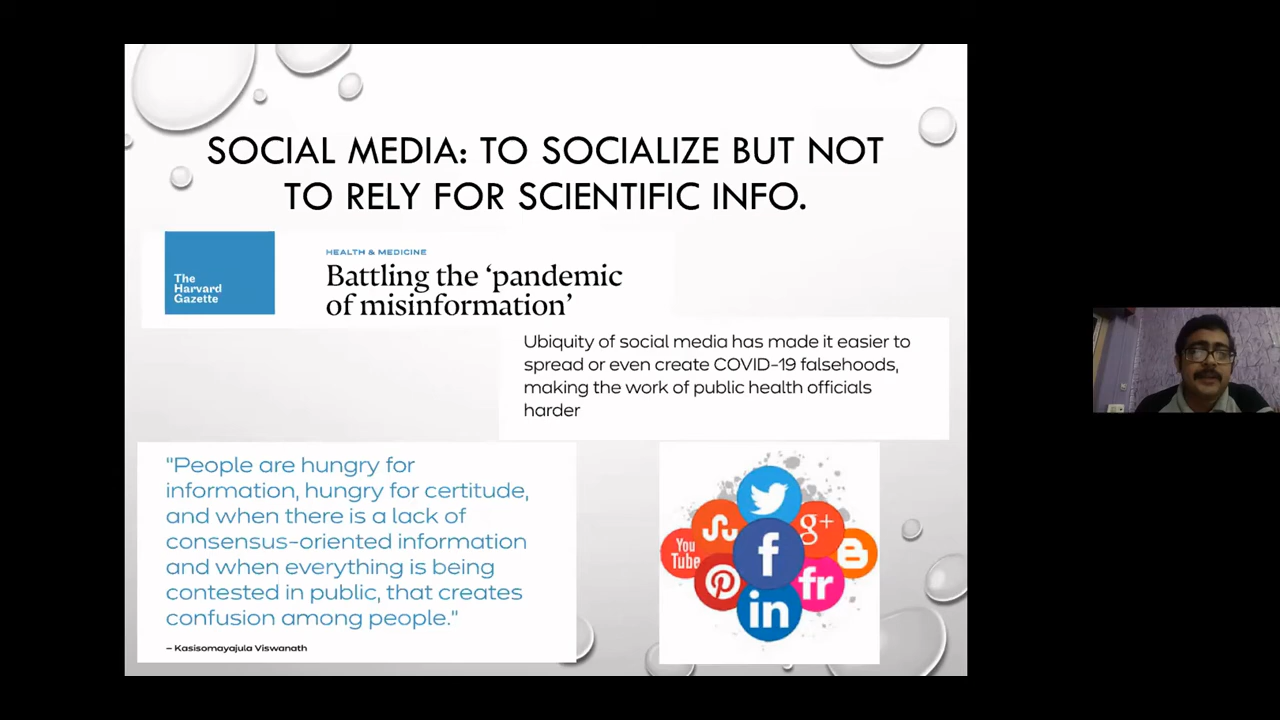 SOCIAL MEDIA: TO SOCIALIZE BUT NOT
TO RELY FOR SCIENTIFIC INFO.
The
Harvard
Gazette
HEALTH & MEDICINE
Battling the ‘pandemic
of misinformation’
Ubiquity of social media has made it easier to
spread or even create COVID-19 falsehoods,
making the work of public health officials
harder
"People are hungry for
information, hungry for certitude,
and when there is a lack of
consensus-oriented information
and when everything is being
contested in public, that creates
confusion among people."
– Kasisomayajula Viswanath
g+
You
Tube
f
fr
in